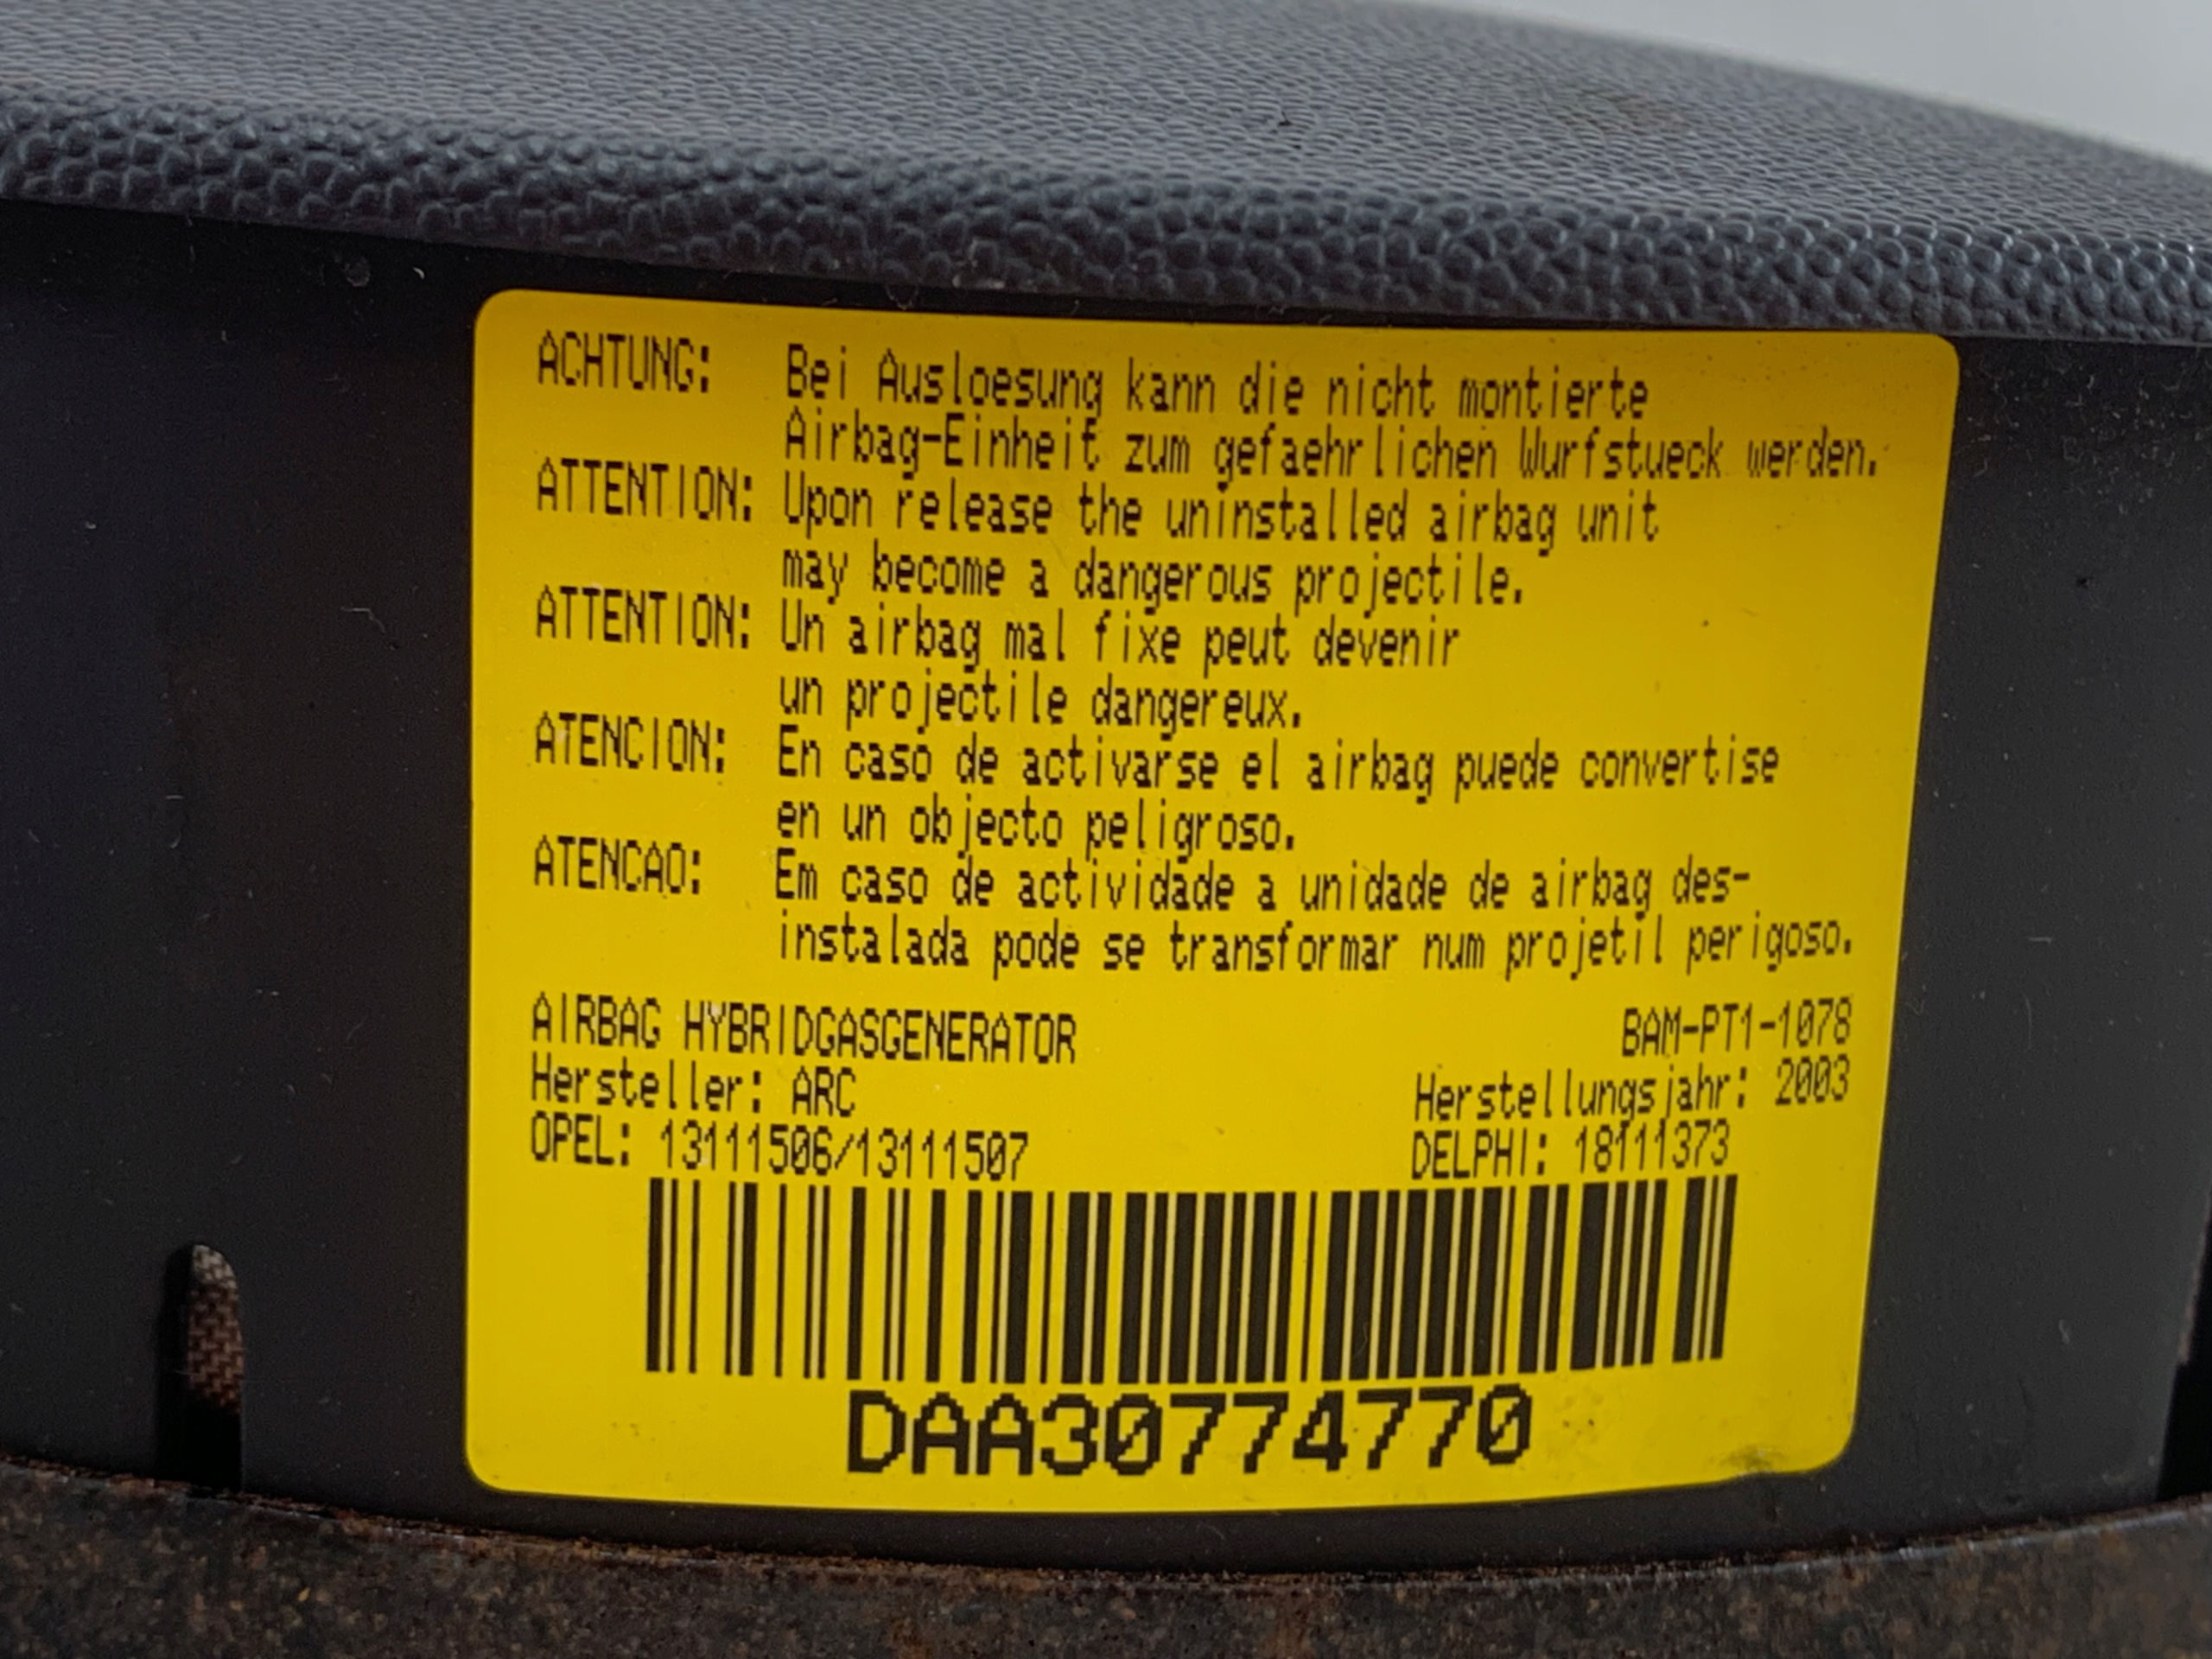 ACHTUNG: Bei Ausloesung kann die nicht montierte
Airbag-Einheit zum gefaehrlichen Wurfstueck werden.
ATTENTION: Upon release the uninstalled airbag unit
may become a dangerous projectile.
ATTENTION: Un airbag mal fixe peut devenir
un projectile dangereux.
ATENCION: En caso de activarse el airbag puede convertise
en un objecto peligroso.
ATENCAO: Em caso de actividade a unidade de airbag des-
instalada pode se transformar num projetil perigoso.
AIRBAG HYBRIDGASGENERATOR BAM-PT1-1078
Hersteller: ARC Herstellungsjahr: 2003
OPEL: 13111506/13111507 DELPHI: 18111373
DAA30774770